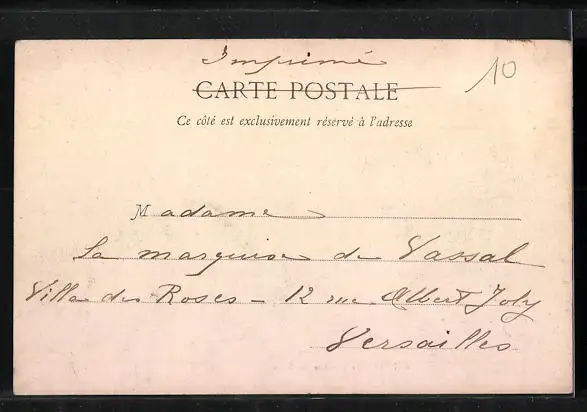 Imprimé
10
CARTE POSTALE
Ce côté est exclusivement réservé à l'adresse
Madame
La marquise de Vassal
Villa des Roses - 12 rue Albert Joly
Versailles